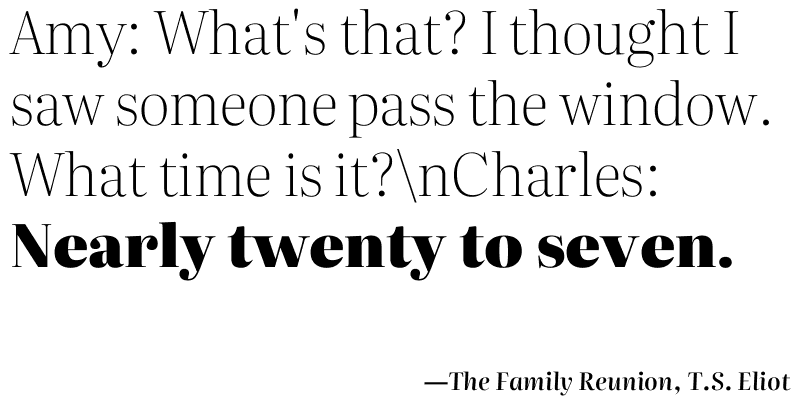 Amy: What's that? I thought I
saw someone pass the window.
What time is it?\nCharles:
Nearly twenty to seven.
—The Family Reunion, T.S. Eliot